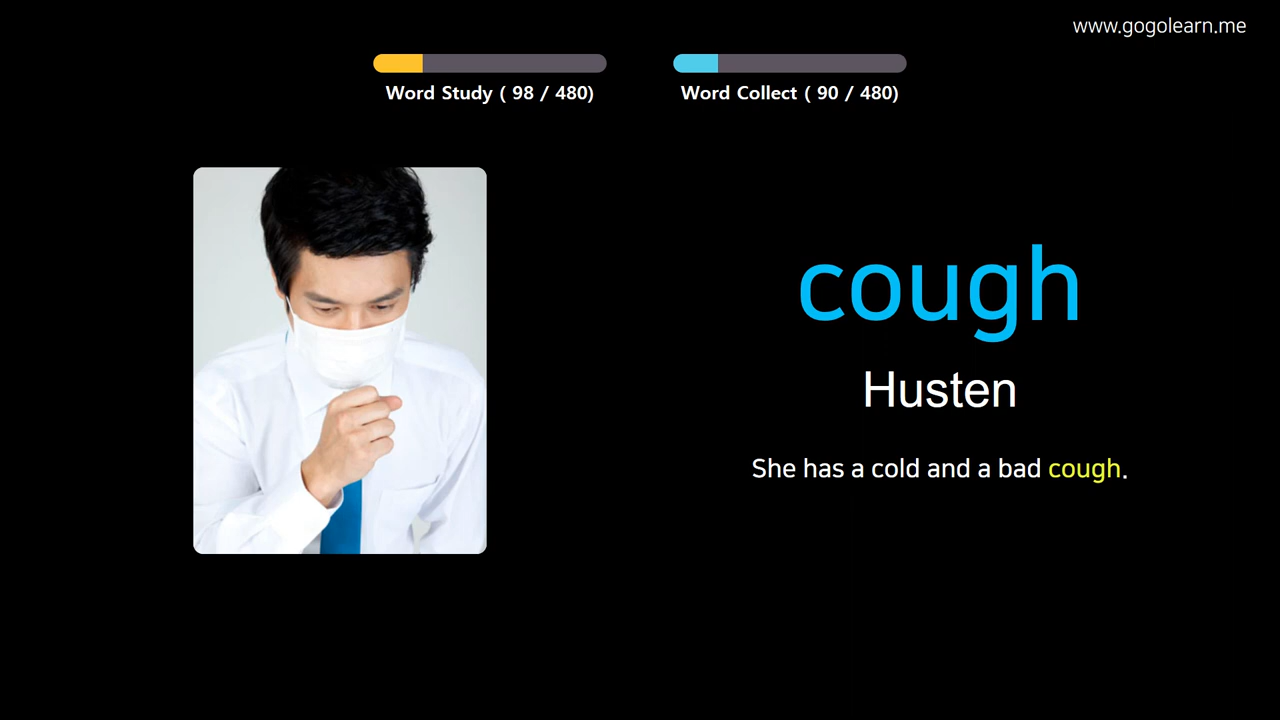 www.gogolearn.me
Word Study ( 98 / 480)
Word Collect ( 90 / 480)
cough
Husten
She has a cold and a bad cough.